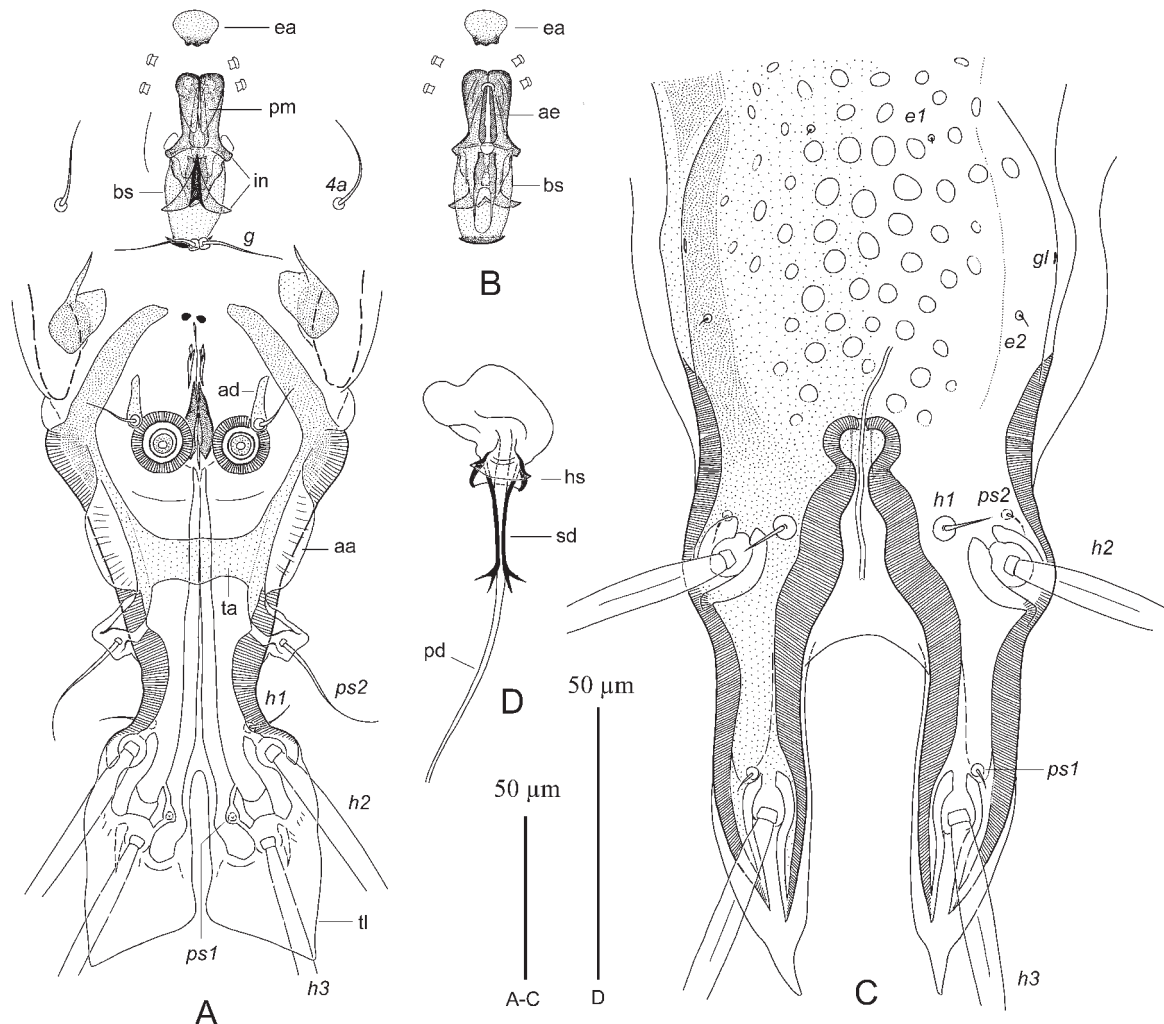 ea
pm
in
bs
4a
g
ad
aa
ta
ps2
h1
h2
ps1
tl
h3
A
ea
ae
bs
B
hs
sd
pd
D
50 µm
A-C
50 µm
D
e1
gl
e2
h1
ps2
h2
ps1
h3
C